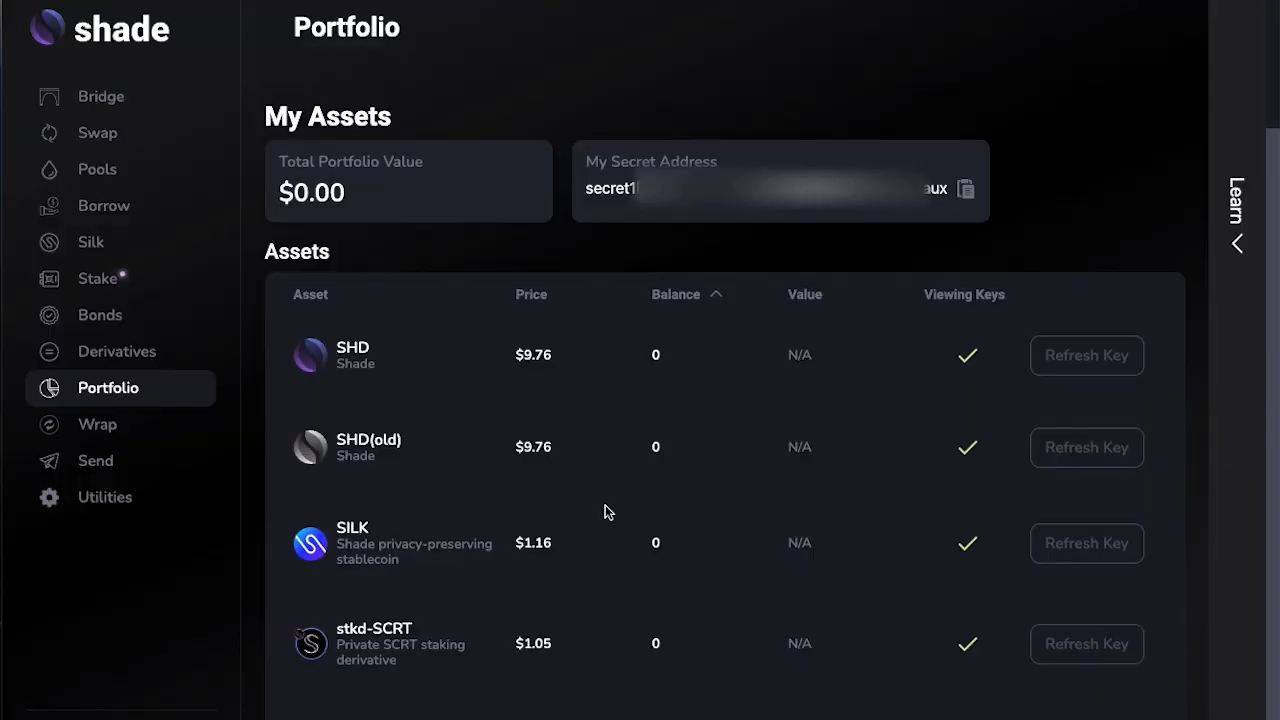 shade
Portfolio
Bridge
Swap
Pools
Borrow
Silk
Stake
Bonds
Derivatives
Portfolio
Wrap
Send
Utilities
My Assets
Total Portfolio Value
$0.00
My Secret Address
secret1
aux
Assets
Asset Price Balance Value Viewing Keys
SHD
Shade
$9.76 0 N/A Refresh Key
SHD(old)
Shade
$9.76 0 N/A Refresh Key
SILK
Shade privacy-preserving
stablecoin
$1.16 0 N/A Refresh Key
stkd-SCRT
Private SCRT staking
derivative
$1.05 0 N/A Refresh Key
Learn